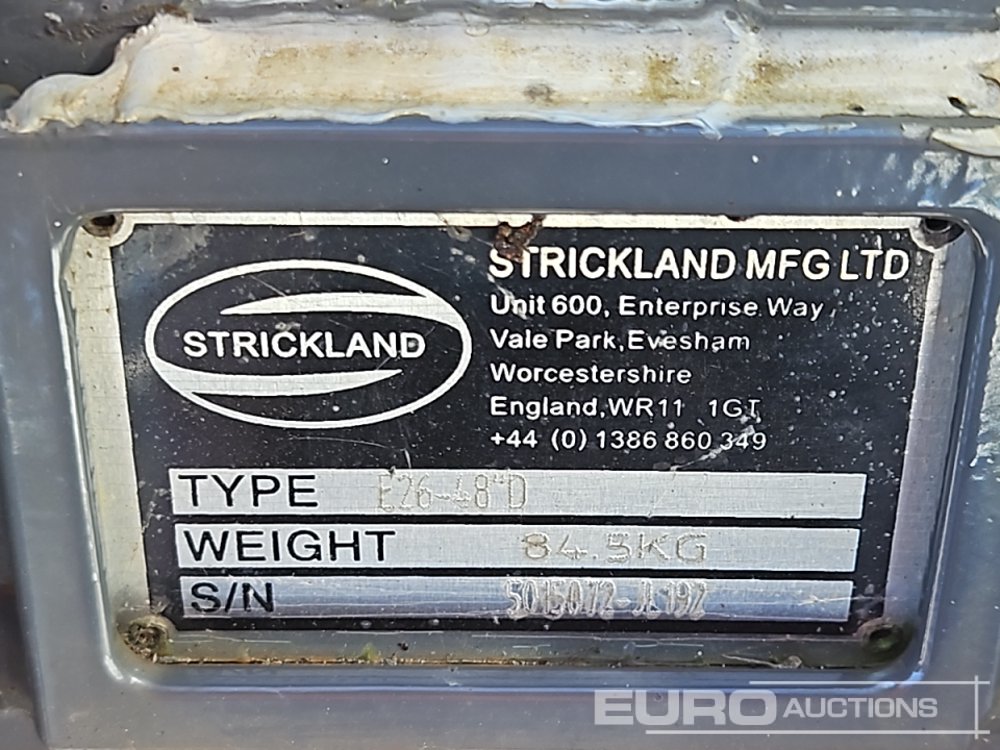 STRICKLAND
STRICKLAND MFG LTD
Unit 600, Enterprise Way
Vale Park, Evesham
Worcestershire
England, WR11 1GT
+44 (0) 1386 860 349
TYPE E26-48"D
WEIGHT 84.5KG
S/N
EURO AUCTIONS